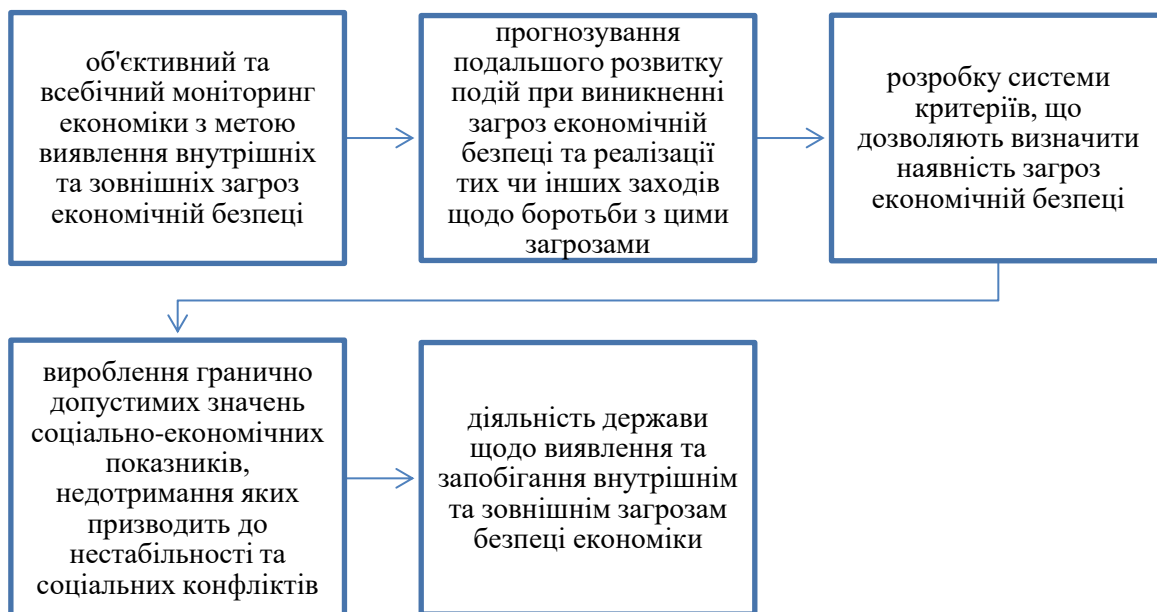 об'єктивний та
всебічний моніторинг
економіки з метою
виявлення внутрішніх
та зовнішніх загроз
економічній безпеці
прогнозування
подальшого розвитку
подій при виникненні
загроз економічній
безпеці та реалізації
тих чи інших заходів
щодо боротьби з цими
загрозами
розробку системи
критеріїв, що
дозволяють визначити
наявність загроз
економічній безпеці
вироблення гранично
допустимих значень
соціально-економічних
показників,
недотримання яких
призводить до
нестабільності та
соціальних конфліктів
діяльність держави
щодо виявлення та
запобігання внутрішнім
та зовнішнім загрозам
безпеці економіки